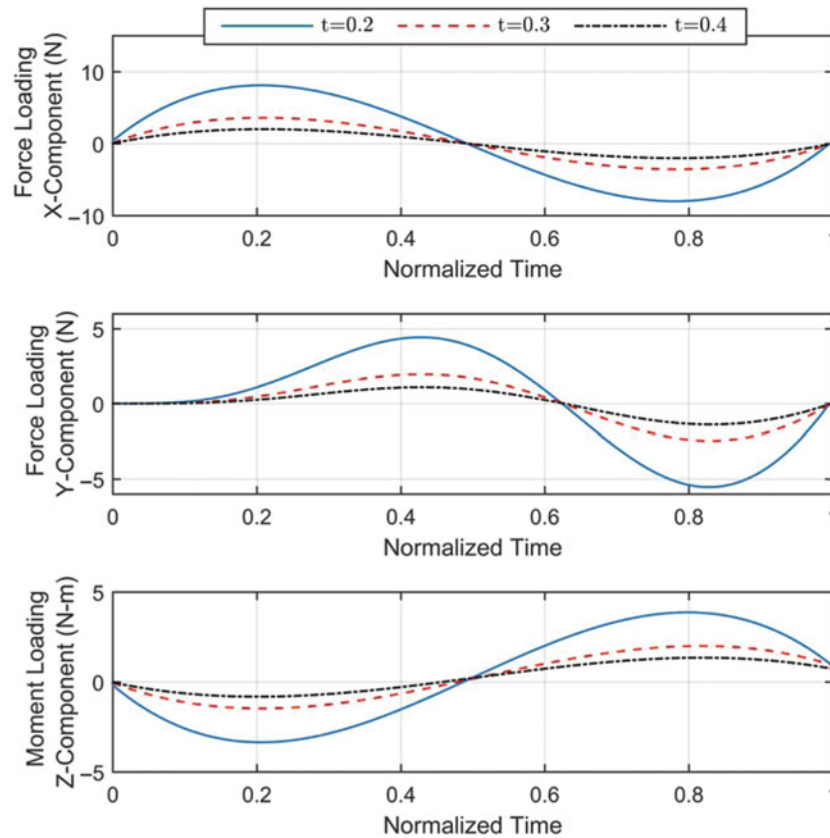 t=0.2 t=0.3 t=0.4
Force Loading
X-Component (N)
10
0
−10
0 0.2 0.4 0.6 0.8
Normalized Time
Force Loading
Y-Component (N)
5
0
−5
0 0.2 0.4 0.6 0.8
Normalized Time
Moment Loading
Z-Component (N-m)
5
0
−5
0 0.2 0.4 0.6 0.8
Normalized Time